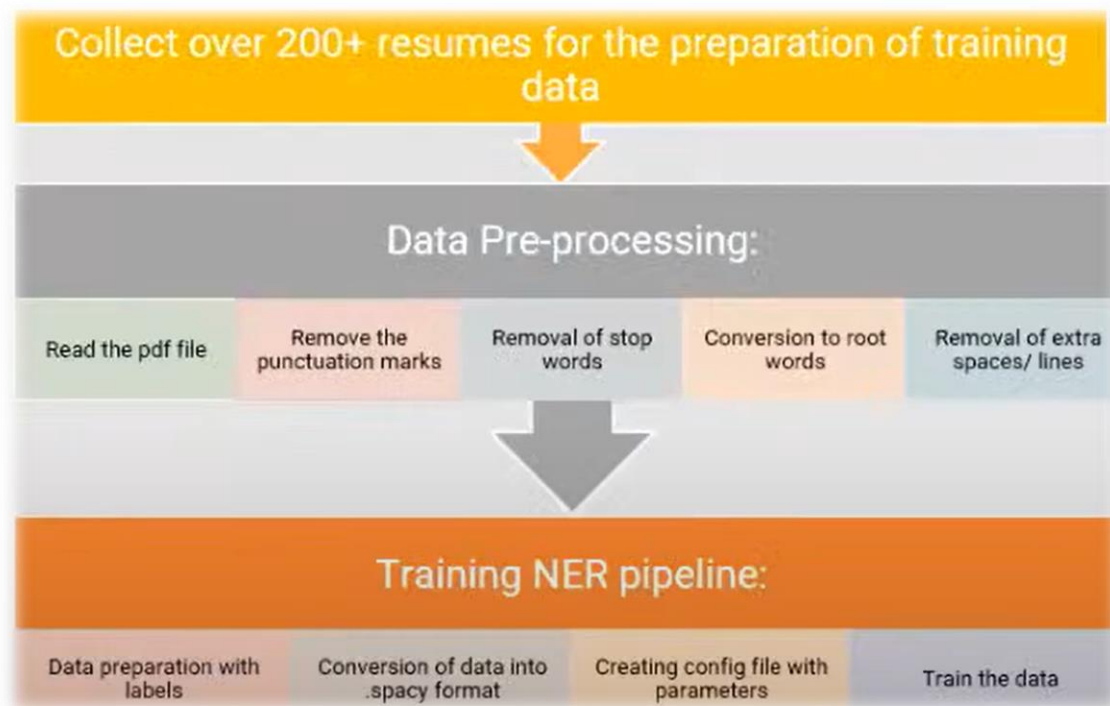 Collect over 200+ resumes for the preparation of training
data
Data Pre-processing:
Read the pdf file
Remove the
punctuation marks
Removal of stop
words
Conversion to root
words
Removal of extra
spaces/ lines
Training NER pipeline:
Data preparation with
labels
Conversion of data into
.spacy format
Creating config file with
parameters
Train the data